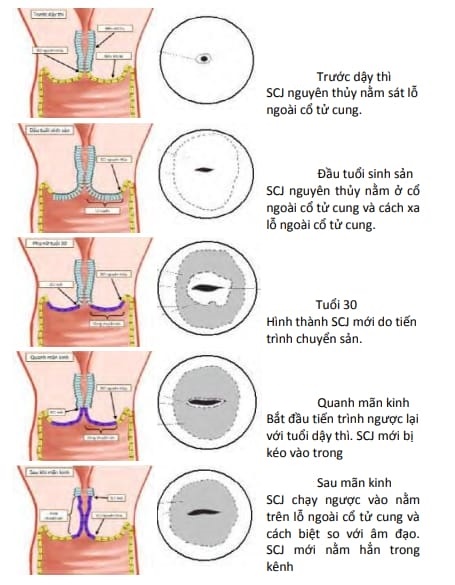 Trước dậy thì
Trước dậy thì
SCJ nguyên thủy nằm sát lỗ
ngoài cổ tử cung.
Đầu tuổi sinh sản
Đầu tuổi sinh sản
SCJ nguyên thủy nằm ở cổ
ngoài cổ tử cung và cách xa
lỗ ngoài cổ tử cung.
Phụ nữ tuổi 30
Tuổi 30
Hình thành SCJ mới do tiến
trình chuyển sản.
Quanh mãn kinh
Quanh mãn kinh
Bắt đầu tiến trình ngược lại
với tuổi dậy thì. SCJ mới bị
kéo vào trong
Sau khi mãn kinh
Sau mãn kinh
SCJ chạy ngược vào nằm
trên lỗ ngoài cổ tử cung và
cách biệt so với âm đạo.
SCJ mới nằm hẳn trong
kênh